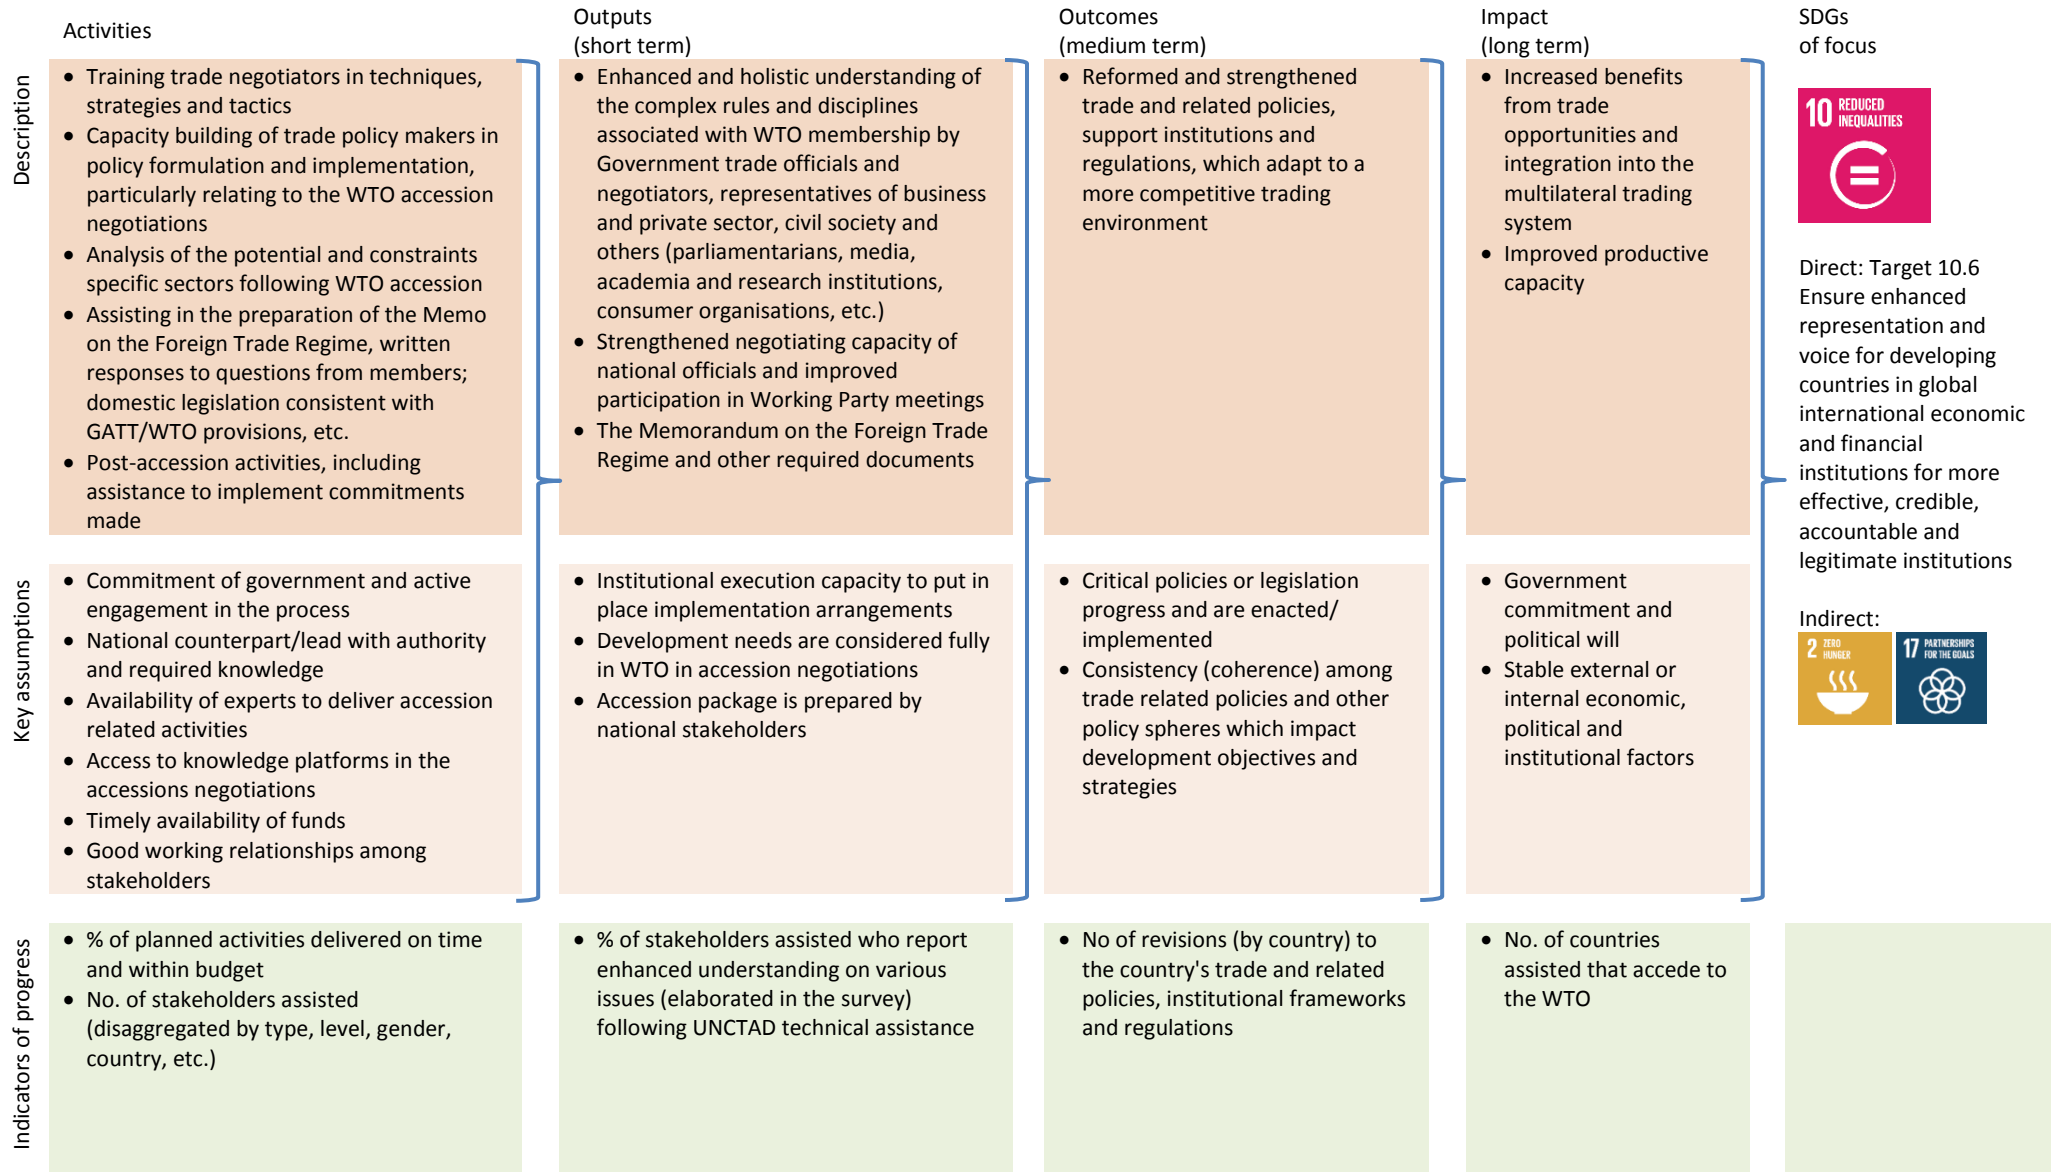 Activities
Outputs
(short term)
Outcomes
(medium term)
Impact
(long term)
SDGs
of focus
Description
• Training trade negotiators in techniques,
strategies and tactics
• Capacity building of trade policy makers in
policy formulation and implementation,
particularly relating to the WTO accession
negotiations
• Analysis of the potential and constraints
specific sectors following WTO accession
• Assisting in the preparation of the Memo
on the Foreign Trade Regime, written
responses to questions from members;
domestic legislation consistent with
GATT/WTO provisions, etc.
• Post-accession activities, including
assistance to implement commitments
made
• Enhanced and holistic understanding of
the complex rules and disciplines
associated with WTO membership by
Government trade officials and
negotiators, representatives of business
and private sector, civil society and
others (parliamentarians, media,
academia and research institutions,
consumer organisations, etc.)
• Strengthened negotiating capacity of
national officials and improved
participation in Working Party meetings
• The Memorandum on the Foreign Trade
Regime and other required documents
• Reformed and strengthened
trade and related policies,
support institutions and
regulations, which adapt to a
more competitive trading
environment
• Increased benefits
from trade
opportunities and
integration into the
multilateral trading
system
• Improved productive
capacity
10 REDUCED
INEQUALITIES
Direct: Target 10.6
Ensure enhanced
representation and
voice for developing
countries in global
international economic
and financial
institutions for more
effective, credible,
accountable and
legitimate institutions
Indirect:
2 ZERO
HUNGER
17 PARTNERSHIPS
FOR THE GOALS
Key assumptions
• Commitment of government and active
engagement in the process
• National counterpart/lead with authority
and required knowledge
• Availability of experts to deliver accession
related activities
• Access to knowledge platforms in the
accessions negotiations
• Timely availability of funds
• Good working relationships among
stakeholders
• Institutional execution capacity to put in
place implementation arrangements
• Development needs are considered fully
in WTO in accession negotiations
• Accession package is prepared by
national stakeholders
• Critical policies or legislation
progress and are enacted/
implemented
• Consistency (coherence) among
trade related policies and other
policy spheres which impact
development objectives and
strategies
• Government
commitment and
political will
• Stable external or
internal economic,
political and
institutional factors
Indicators of progress
• % of planned activities delivered on time
and within budget
• No. of stakeholders assisted
(disaggregated by type, level, gender,
country, etc.)
• % of stakeholders assisted who report
enhanced understanding on various
issues (elaborated in the survey)
following UNCTAD technical assistance
• No of revisions (by country) to
the country's trade and related
policies, institutional frameworks
and regulations
• No. of countries
assisted that accede to
the WTO